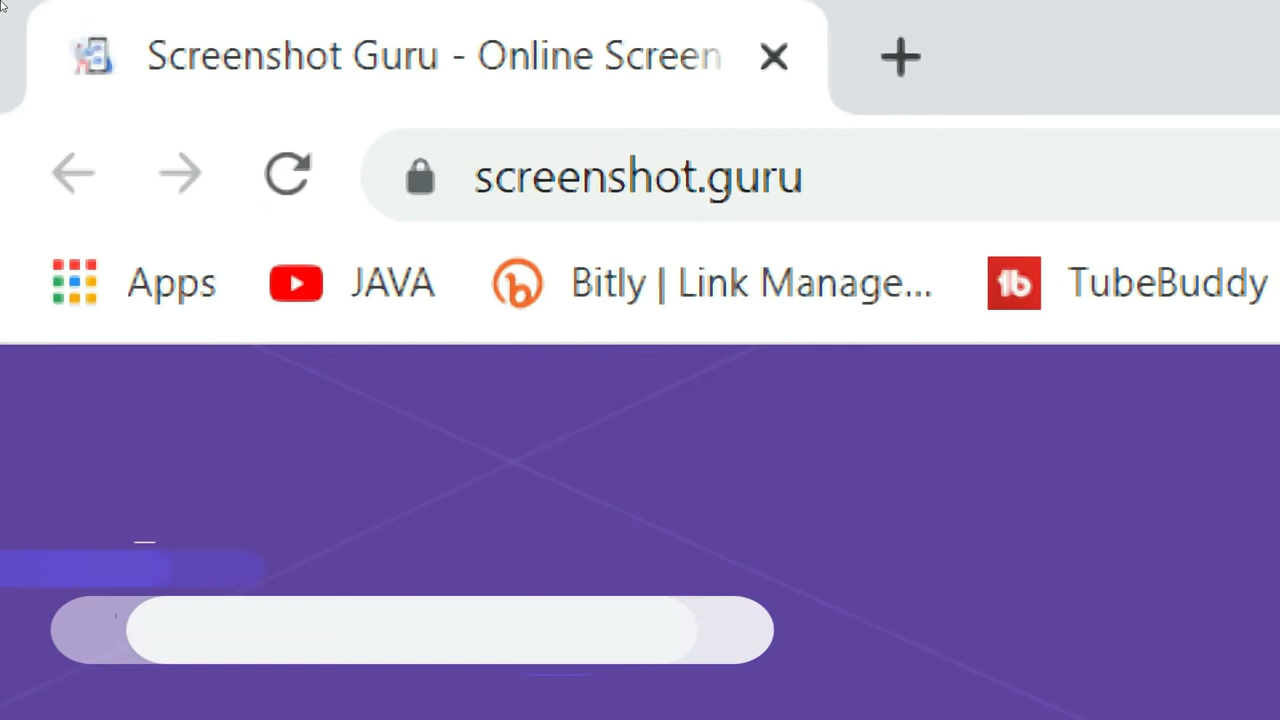 Screenshot Guru - Online Screen
screenshot.guru
Apps JAVA Bitly | Link Manage... TubeBuddy